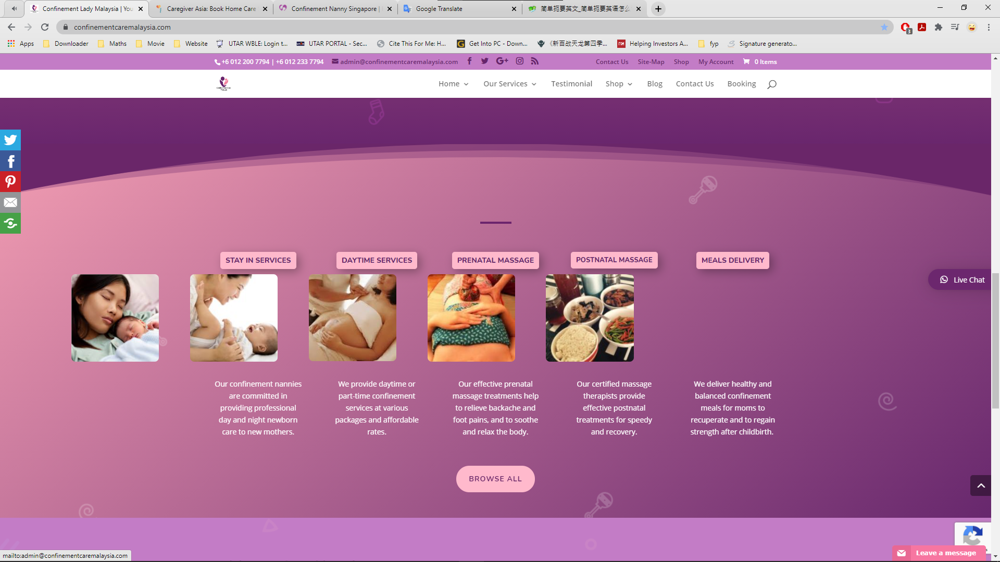 Confinement Lady Malaysia | You
Caregiver Asia: Book Home Care
Confinement Nanny Singapore |
Google Translate
简单扼要英文_简单扼要英语怎么
confinementcaremalaysia.com
3
Apps
Downloader
Maths
Movie
Website
UTAR WBLE: Login t...
UTAR PORTAL - Sec...
Cite This For Me: H...
Get Into PC - Down...
《新百战天龙第四季...
Helping Investors A...
fyp
Signature generato...
+6 012 200 7794 | +6 012 233 7794
admin@confinementcaremalaysia.com
Contact Us
Site-Map
Shop
My Account
0 Items
Home
Our Services
Testimonial
Shop
Blog
Contact Us
Booking
STAY IN SERVICES
DAYTIME SERVICES
PRENATAL MASSAGE
POSTNATAL MASSAGE
MEALS DELIVERY
Live Chat
Our confinement nannies
are committed in
providing professional
day and night newborn
care to new mothers.
We provide daytime or
part-time confinement
services at various
packages and affordable
rates.
Our effective prenatal
massage treatments help
to relieve backache and
foot pains, and to soothe
and relax the body.
Our certified massage
therapists provide
effective postnatal
treatments for speedy
and recovery.
We deliver healthy and
balanced confinement
meals for moms to
recuperate and to regain
strength after childbirth.
BROWSE ALL
Leave a message
mailto:admin@confinementcaremalaysia.com